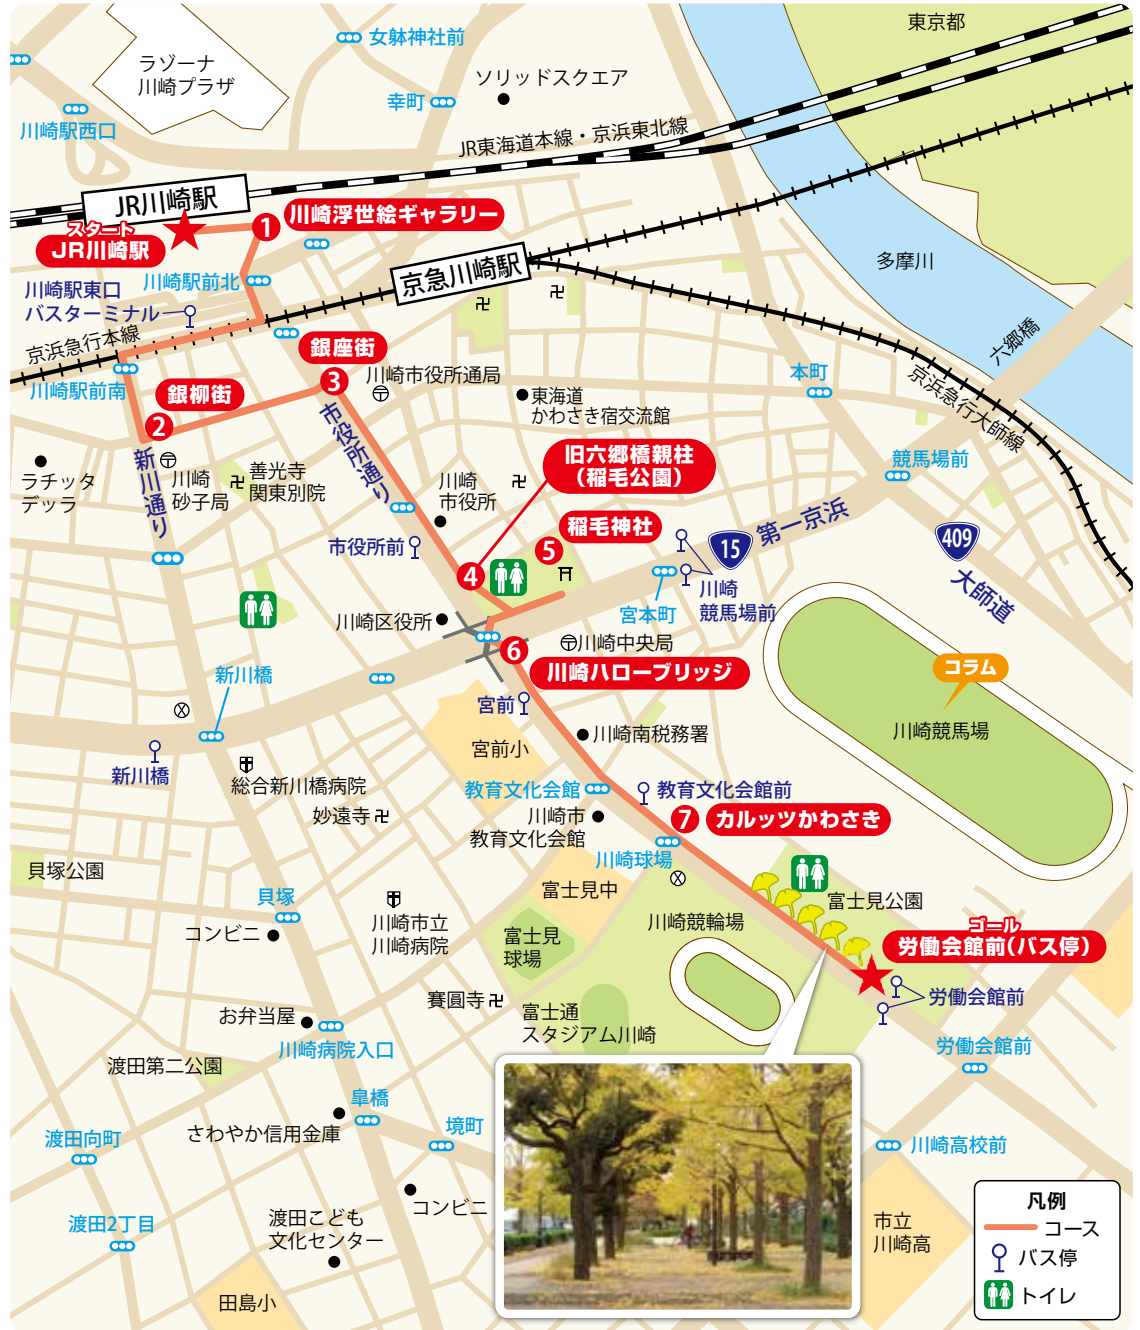 東京都
女躰神社前
ラゾーナ
川崎プラザ
ソリッドスクエア
幸町
川崎駅西口
JR東海道本線・京浜東北線
JR川崎駅
スタート
JR川崎駅
1
川崎浮世絵ギャラリー
京急川崎駅
多摩川
川崎駅前北
川崎駅東口
バスターミナル
六郷橋
京浜急行本線
銀座街
3
川崎市役所通局
本町
京浜急行大師線
川崎駅前南
銀柳街
2
東海道
かわさき宿交流館
市役所通り
新川通り
旧六郷橋親柱
(稲毛公園)
競馬場前
ラチッタ
デッラ
川崎
砂子局
善光寺
関東別院
川崎
市役所
市役所前
稲毛神社
5
4
第一京浜
15
409
大師道
川崎
競馬場前
宮本町
川崎区役所
川崎中央局
6
川崎ハローブリッジ
コラム
川崎競馬場
新川橋
宮前
宮前小
川崎南税務署
新川橋
総合新川橋病院
妙遠寺
教育文化会館
教育文化会館前
川崎市
教育文化会館
7
カルッツかわさき
川崎球場
貝塚公園
貝塚
コンビニ
川崎市立
川崎病院
富士見中
富士見公園
川崎競輪場
富士見
球場
ゴール
労働会館前(バス停)
労働会館前
賽圓寺
富士通
スタジアム川崎
お弁当屋
川崎病院入口
労働会館前
渡田第二公園
皐橋
さわやか信用金庫
境町
渡田向町
川崎高校前
コンビニ
渡田2丁目
渡田こども
文化センター
市立
川崎高
田島小
凡例
コース
バス停
トイレ